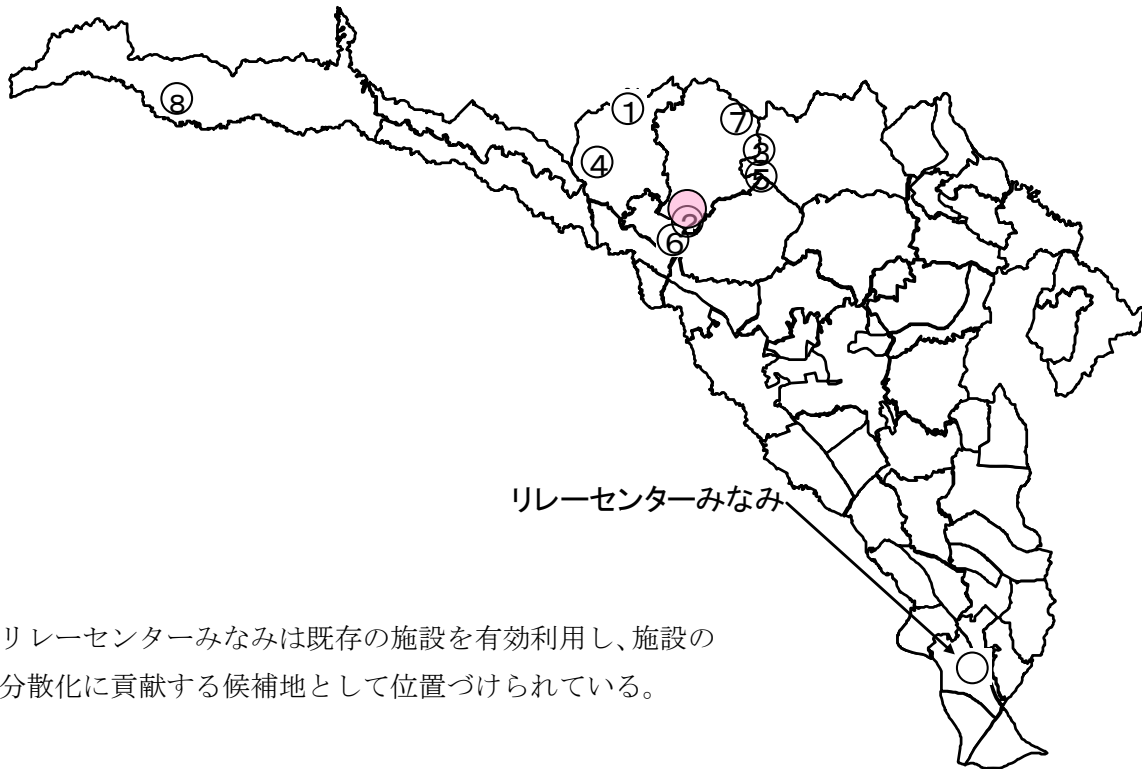 ①
⑧
⑦
③
④
⑤
②
⑥
リレーセンターみなみ
リレーセンターみなみは既存の施設を有効利用し、施設の
分散化に貢献する候補地として位置づけられている。